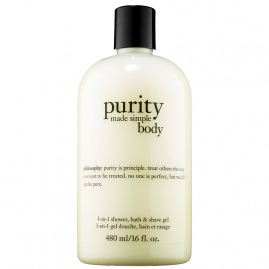 purity
made simple
body
philosophy: purity is principle. treat others the way
you want to be treated. no one is perfect, but we all
can be pure.
3-in-1 shower, bath & shave gel
3-en-1 gel douche, bain et rasage
480 ml/16 fl. oz.